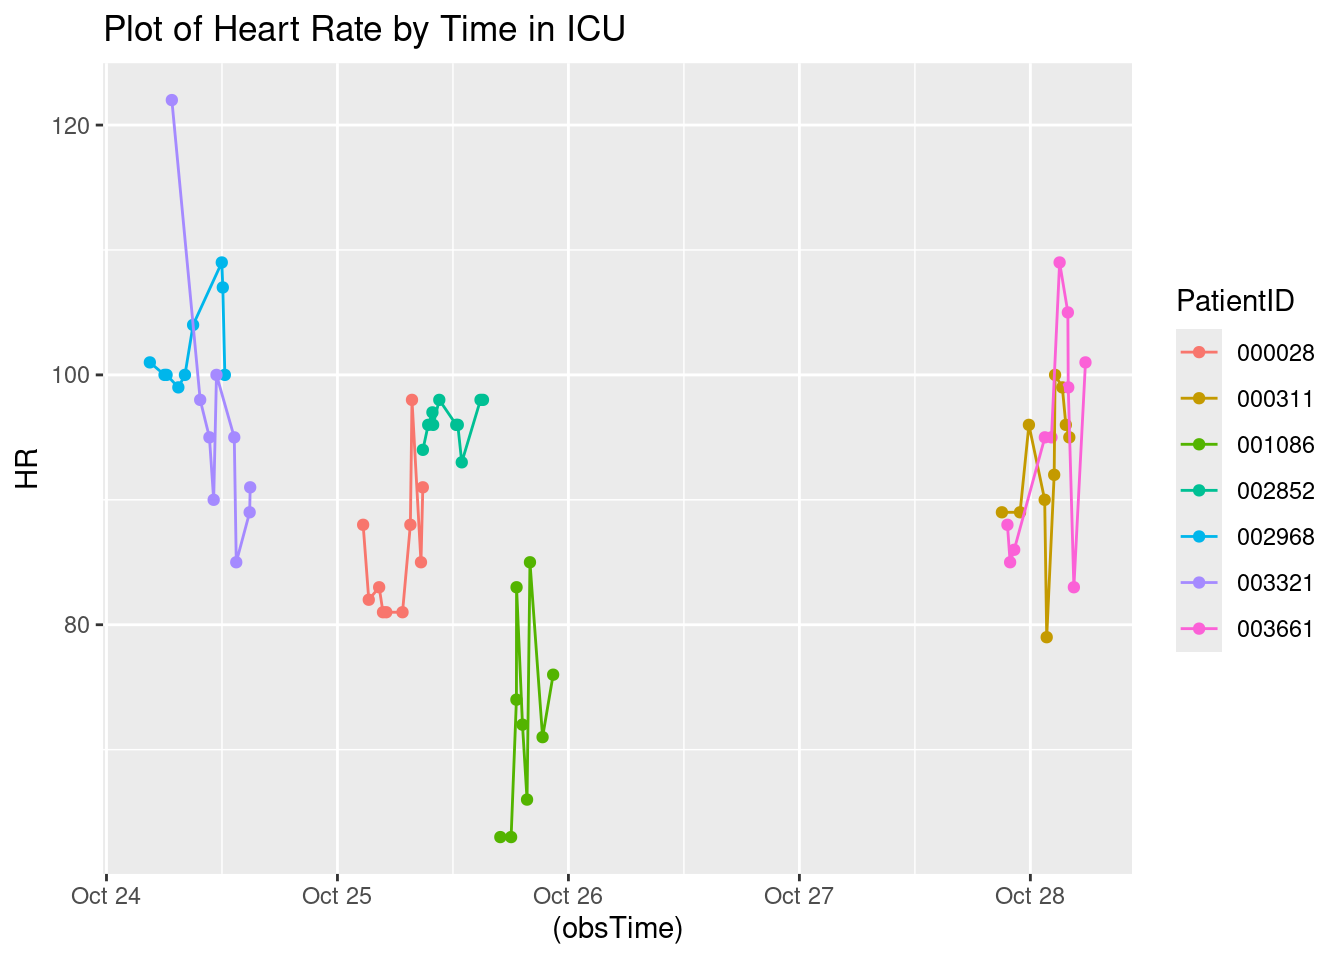 Plot of Heart Rate by Time in ICU
120
100
80
HR
Oct 24
Oct 25
Oct 26
Oct 27
Oct 28
(obsTime)
PatientID
000028
000311
001086
002852
002968
003321
003661